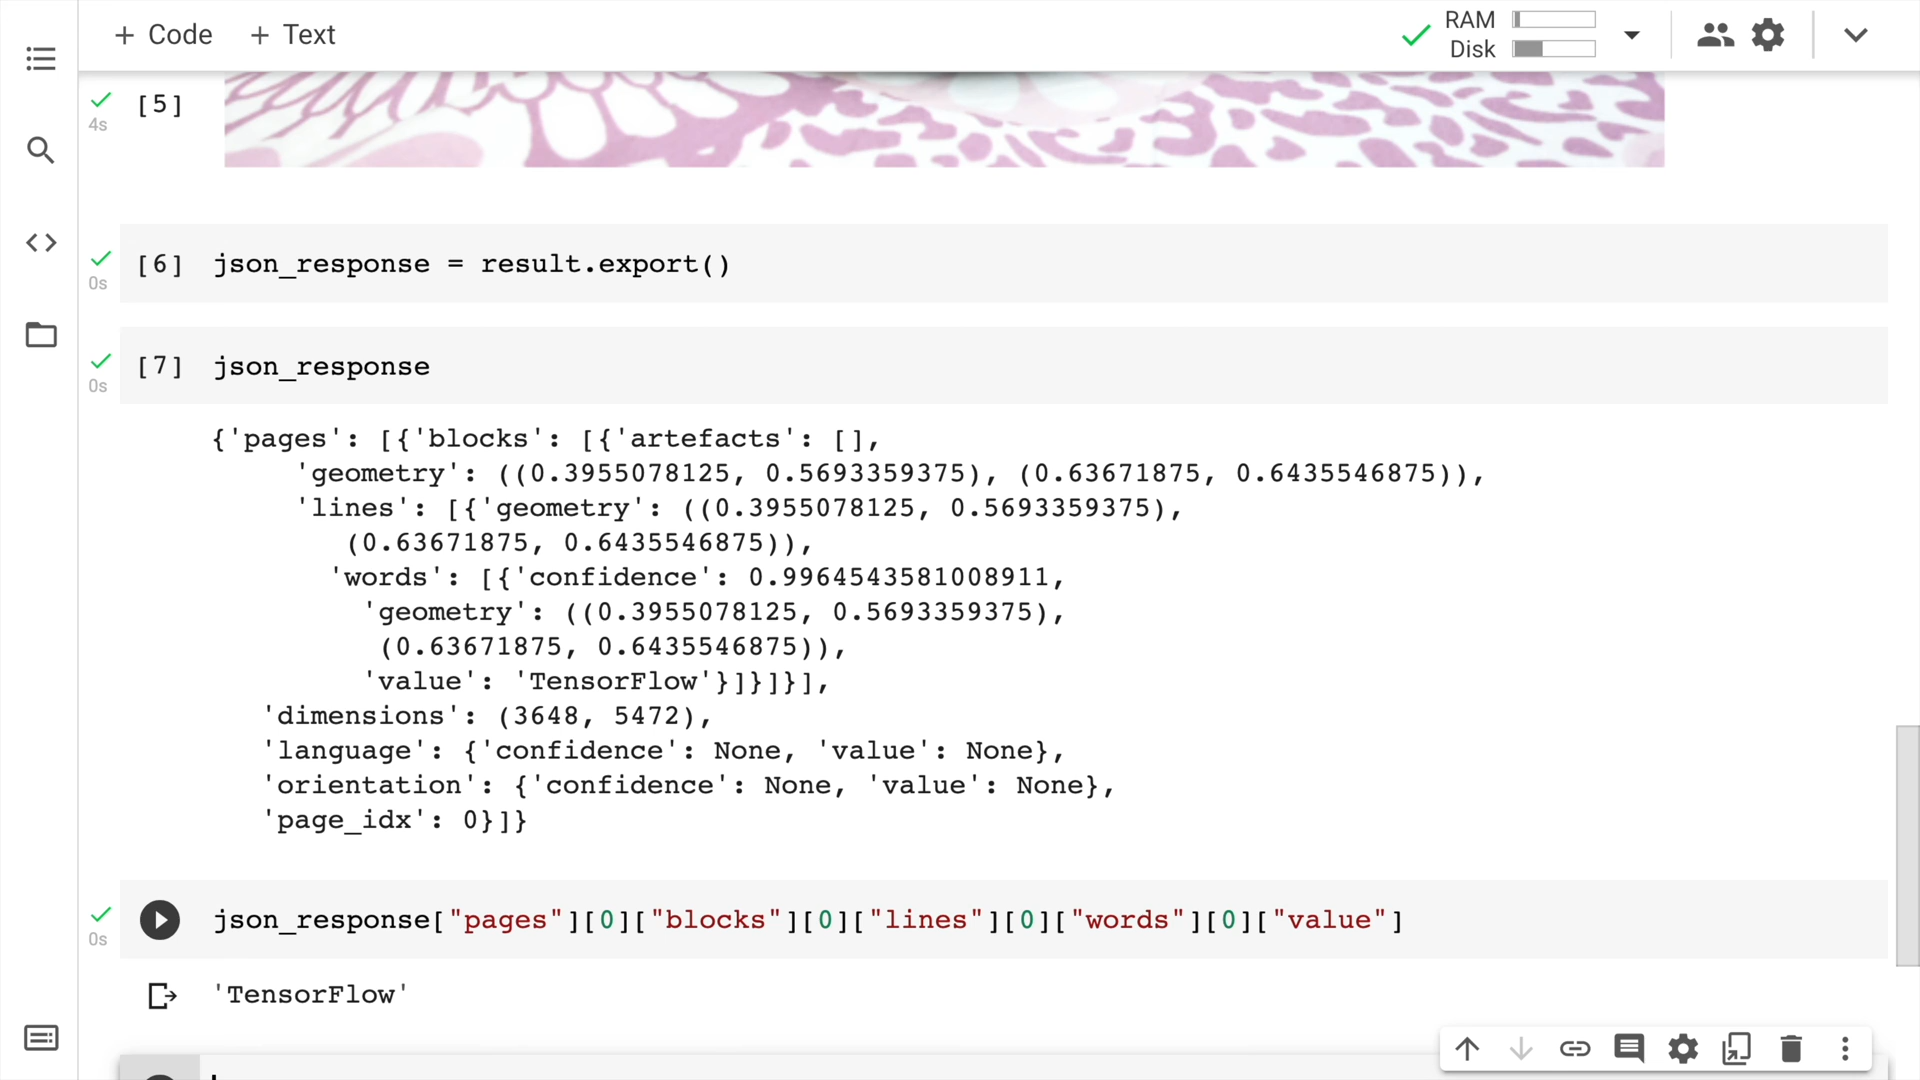 + Code + Text
RAM
Disk
4s
[5]
[6] json_response = result.export()
0s
[7] json_response
0s
{'pages': [{'blocks': [{'artefacts': [],
'geometry': ((0.3955078125, 0.5693359375), (0.63671875, 0.6435546875)),
'lines': [{'geometry': ((0.3955078125, 0.5693359375),
(0.63671875, 0.6435546875)),
'words': [{'confidence': 0.9964543581008911,
'geometry': ((0.3955078125, 0.5693359375),
(0.63671875, 0.6435546875)),
'value': 'TensorFlow'}]}]}],
'dimensions': (3648, 5472),
'language': {'confidence': None, 'value': None},
'orientation': {'confidence': None, 'value': None},
'page_idx': 0}]}
json_response["pages"][0]["blocks"][0]["lines"][0]["words"][0]["value"]
0s
'TensorFlow'